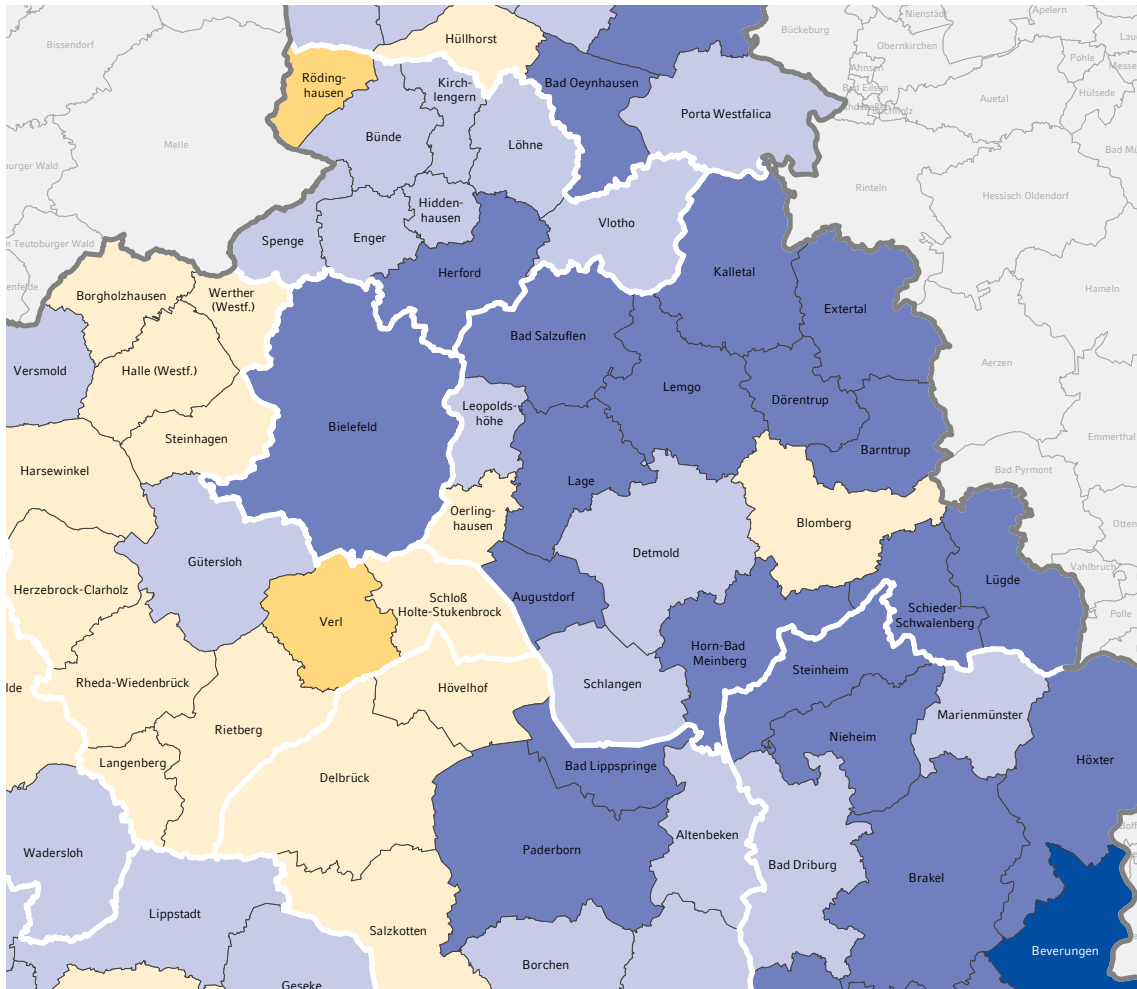 Nienstädt
Apelern
Bückeburg
Hüllhorst
Bissendorf
Obernkirchen
Pohle
Ahnsen
Röding-
hausen
Kirch-
lengern
Bad Oeynhausen
Bad Eilsen
Auetal
Hülsede
Buchholz
Porta Westfalica
Bünde
Löhne
Melle
Rinteln
Hessisch Oldendorf
Hidden-
hausen
Vlotho
Spenge
Enger
Teutoburger Wald
Herford
Kalletal
Hameln
Borgholzhausen
Werther
(Westf.)
Extertal
Bad Salzuflen
Aerzen
Versmold
Halle (Westf.)
Lemgo
Dörentrup
Leopolds-
höhe
Bielefeld
Steinhagen
Emmerthal
Barntrup
Harsewinkel
Bad Pyrmont
Lage
Oerling-
hausen
Blomberg
Detmold
Gütersloh
Vahlbruch
Lügde
Herzebrock-Clarholz
Schloß
Holte-Stukenbrock
Augustdorf
Schieder-
Schwalenberg
Polle
Verl
Horn-Bad
Meinberg
Steinheim
Rheda-Wiedenbrück
Hövelhof
Schlangen
Marienmünster
Rietberg
Nieheim
Langenberg
Bad Lippspringe
Höxter
Delbrück
Altenbeken
Paderborn
Wadersloh
Bad Driburg
Brakel
Lippstadt
Salzkotten
Beverungen
Borchen
Geseke